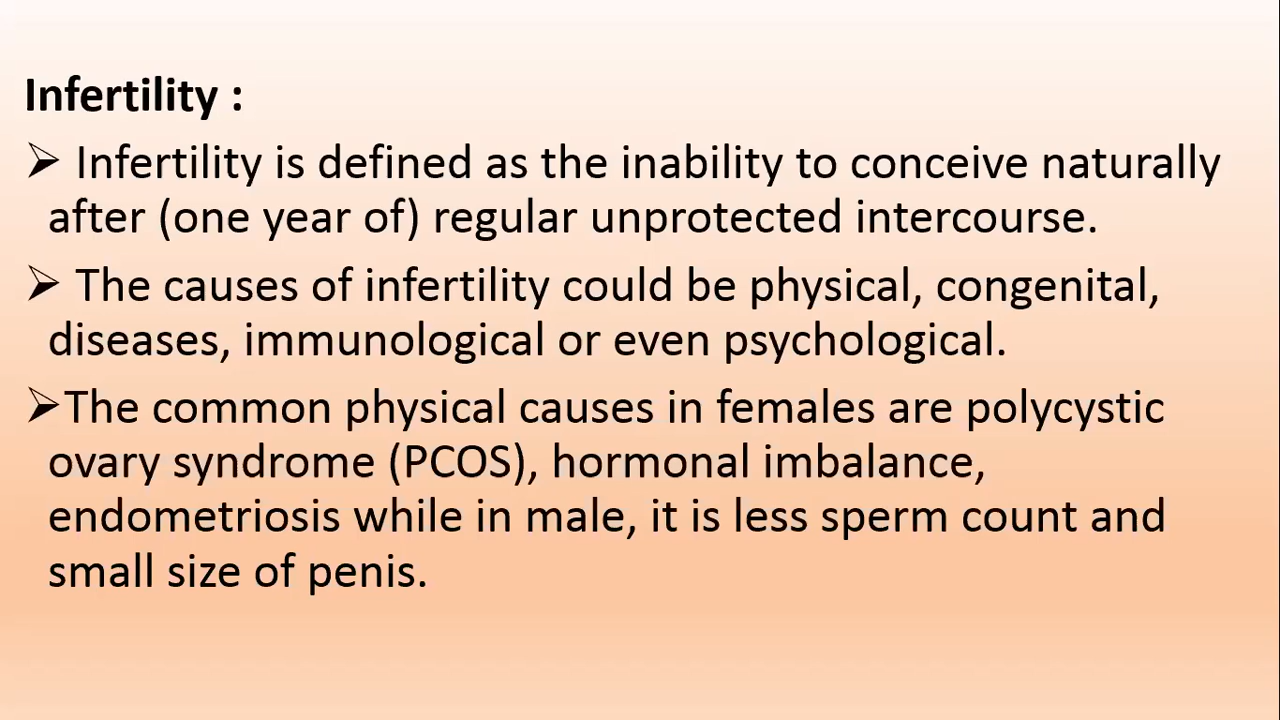 Infertility :
➢ Infertility is defined as the inability to conceive naturally
after (one year of) regular unprotected intercourse.
➢ The causes of infertility could be physical, congenital,
diseases, immunological or even psychological.
➢The common physical causes in females are polycystic
ovary syndrome (PCOS), hormonal imbalance,
endometriosis while in male, it is less sperm count and
small size of penis.